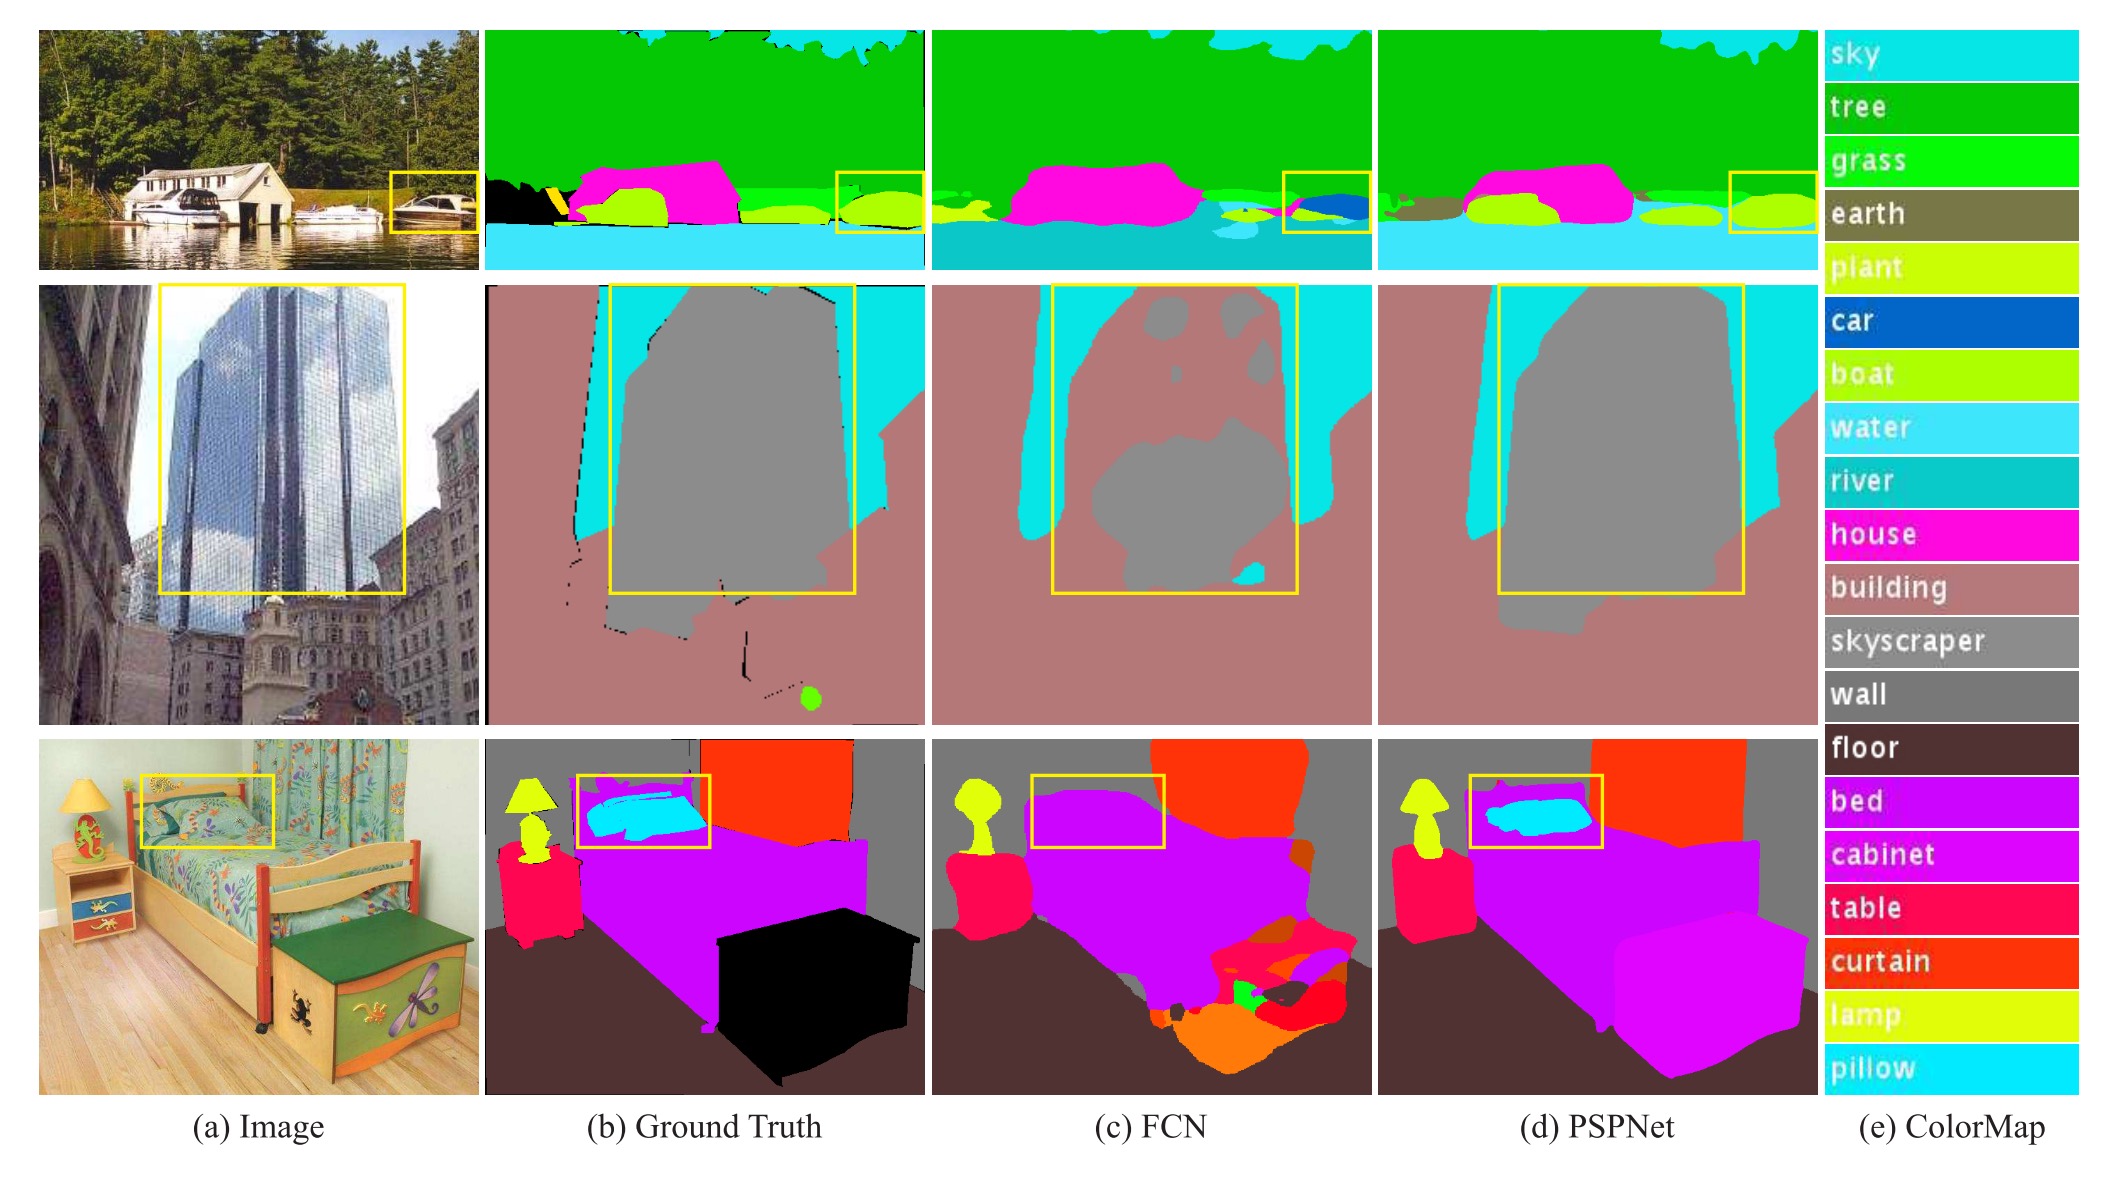 sky
tree
grass
earth
plant
car
boat
water
river
house
building
skyscraper
wall
floor
bed
cabinet
table
curtain
lamp
pillow
(a) Image
(b) Ground Truth
(c) FCN
(d) PSPNet
(e) ColorMap